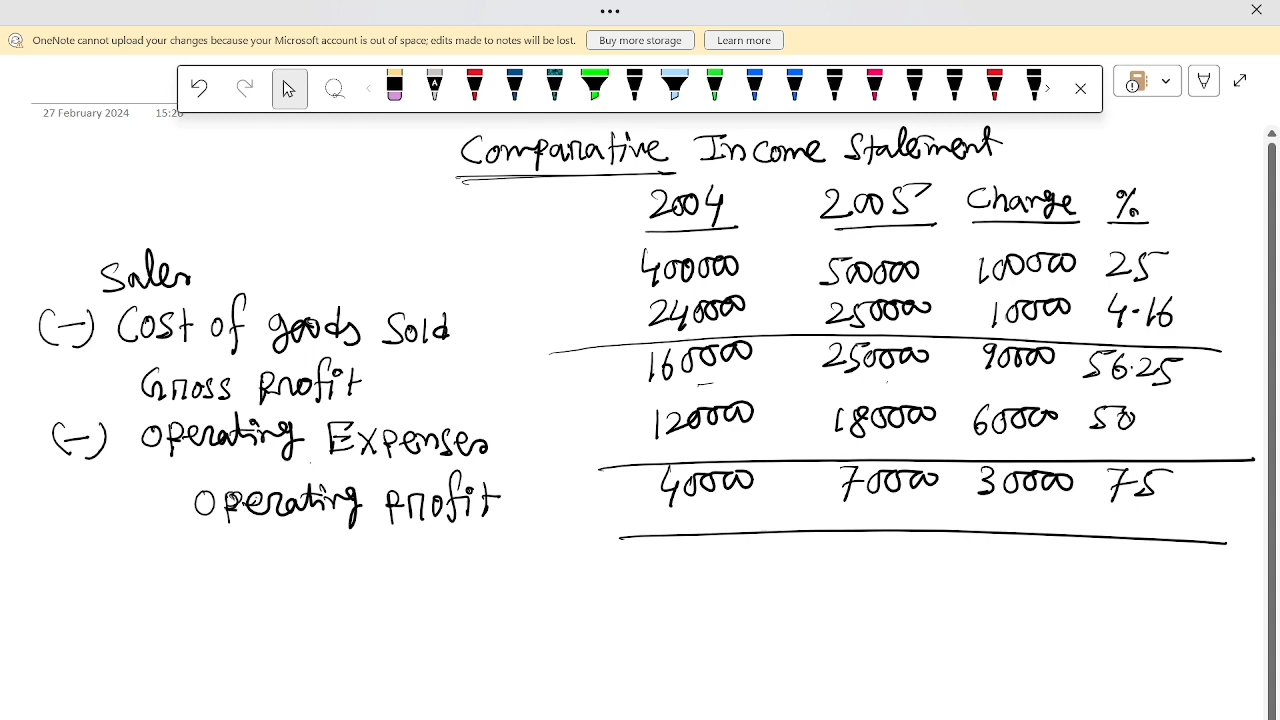 OneNote cannot upload your changes because your Microsoft account is out of space; edits made to notes will be lost. Buy more storage Learn more
27 February 2024 15:26
Comparative Income Statement
2004 2005 Change %
Sales 400000 500000 100000 25
(-) Cost of goods Sold 240000 250000 10000 4.16
Gross profit 160000 250000 90000 56.25
(-) Operating Expenses 120000 180000 60000 50
Operating profit 40000 70000 30000 75